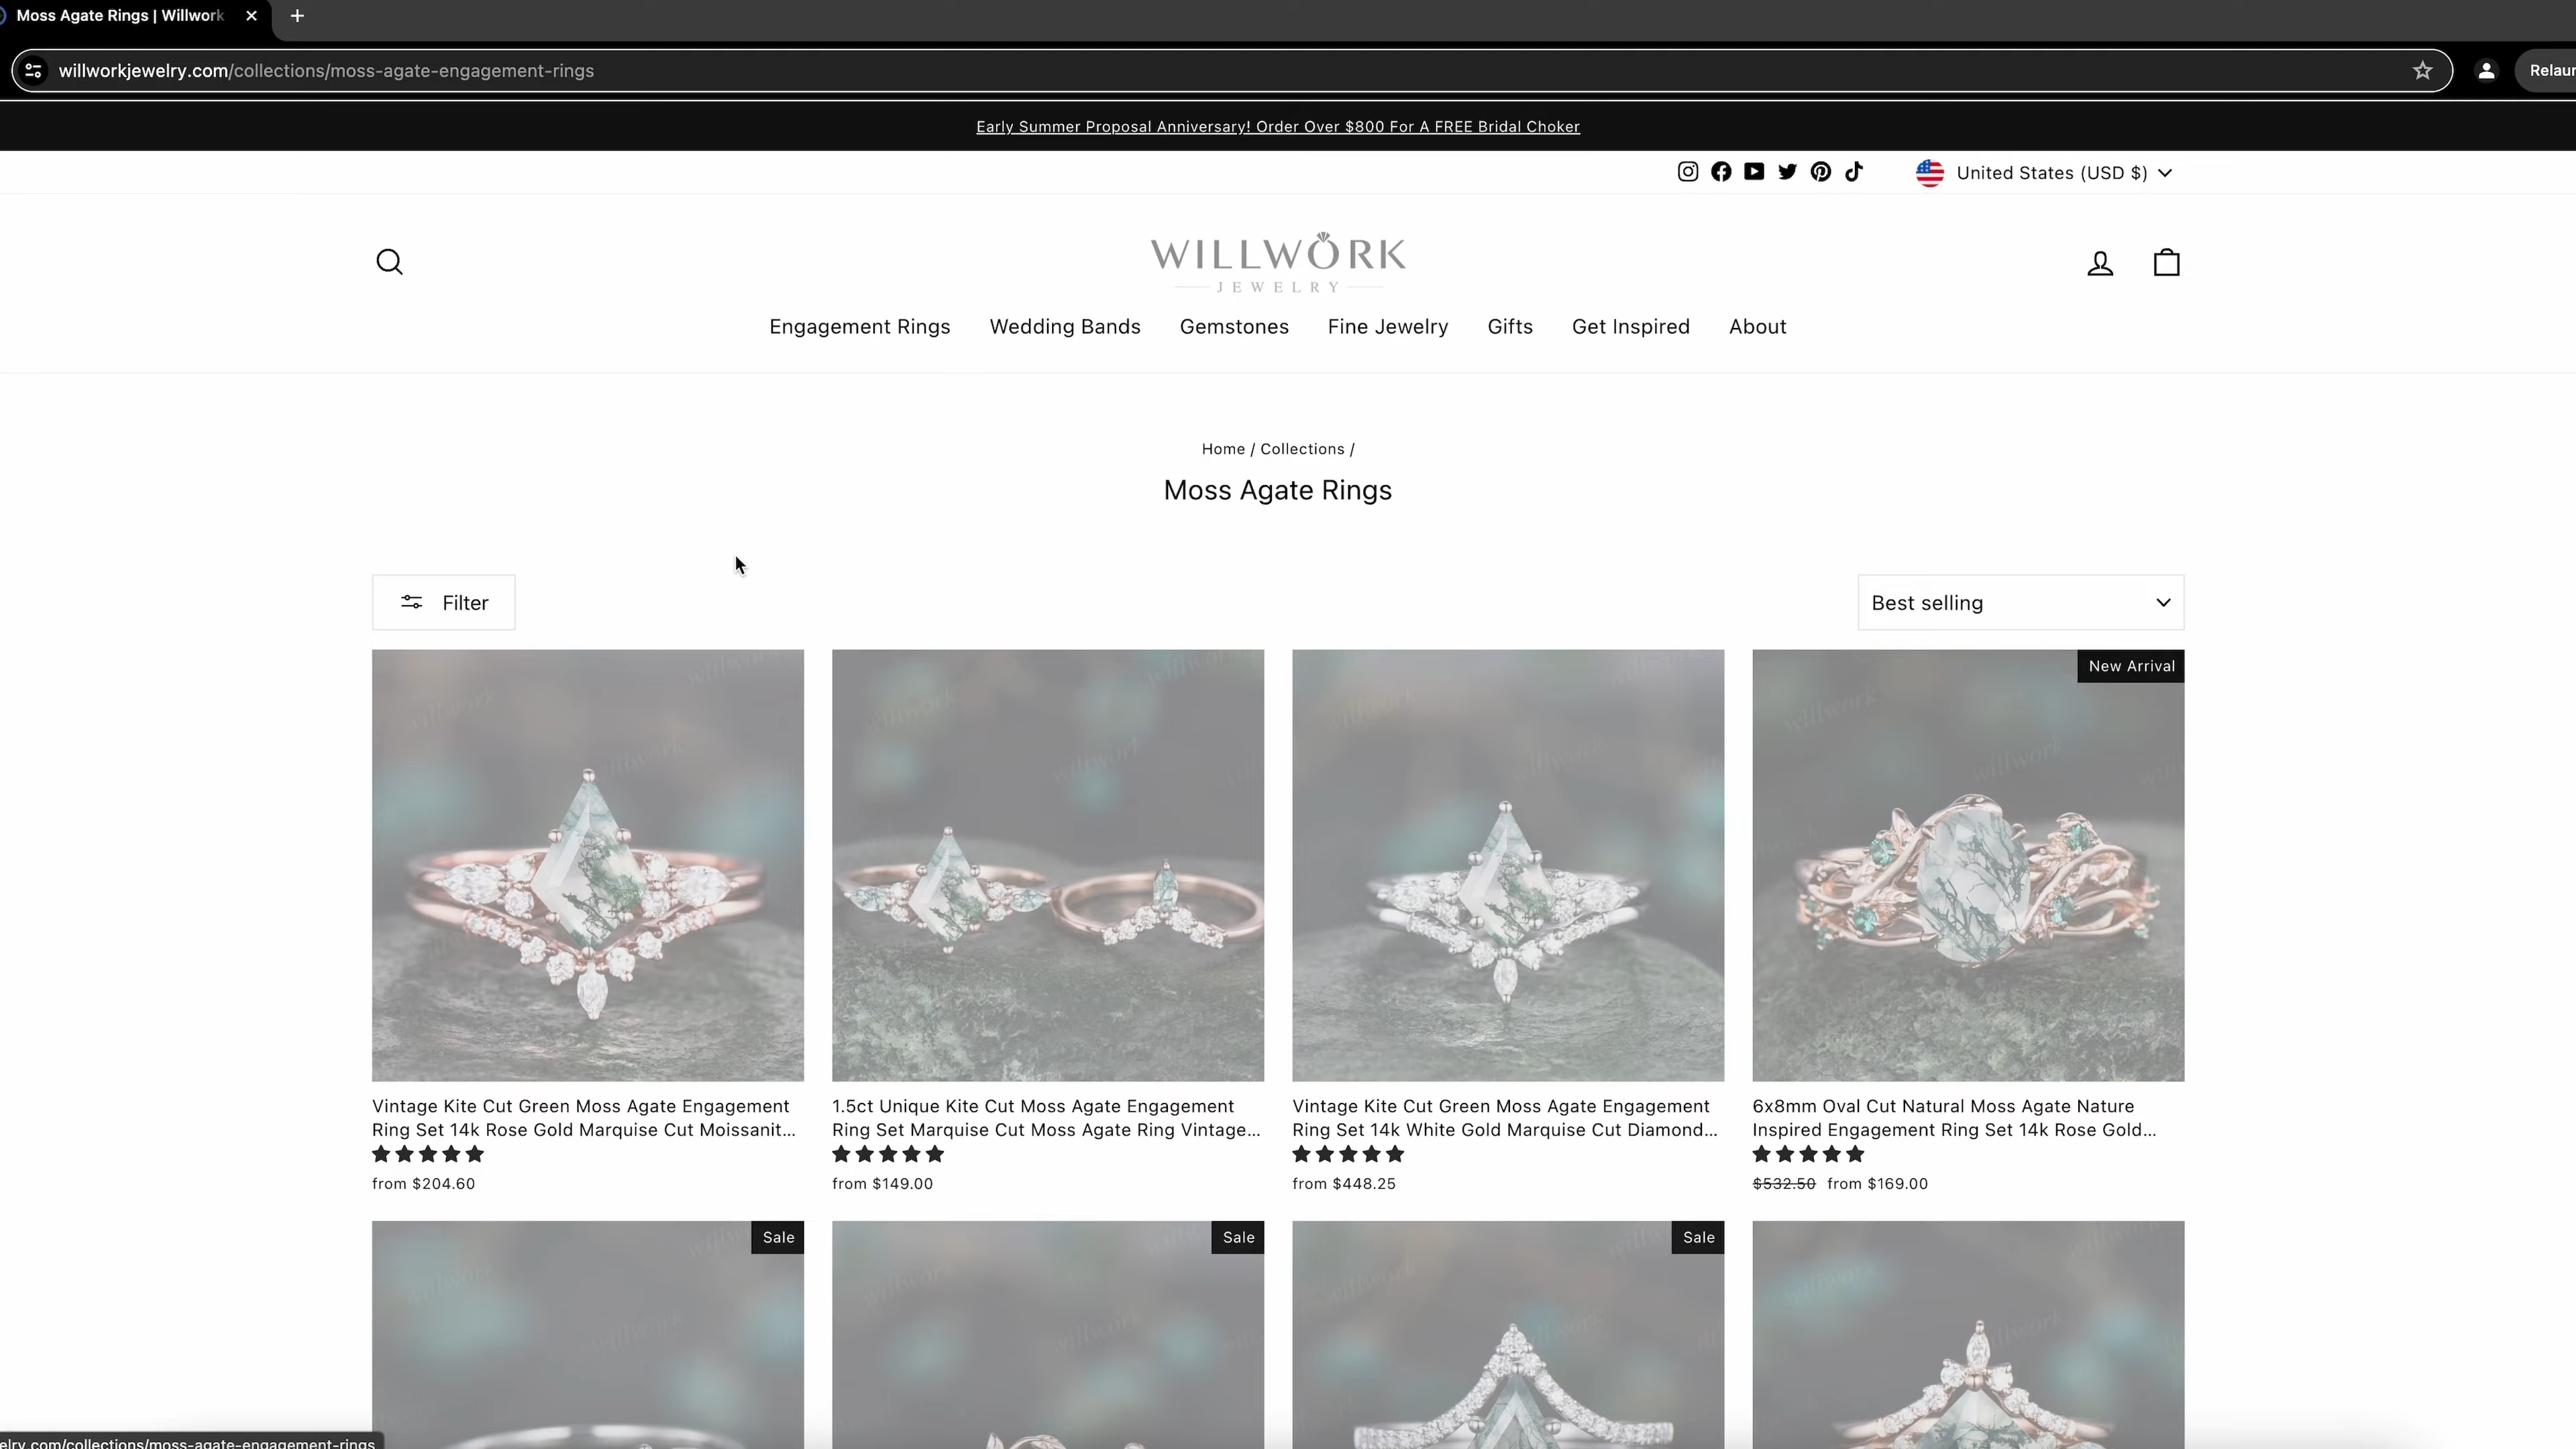 Moss Agate Rings | Willwork
willworkjewelry.com/collections/moss-agate-engagement-rings
Early Summer Proposal Anniversary! Order Over $800 For A FREE Bridal Choker
United States (USD $)
WILLWORK
JEWELRY
Engagement Rings Wedding Bands Gemstones Fine Jewelry Gifts Get Inspired About
Home / Collections /
Moss Agate Rings
Filter
Best selling
New Arrival
willwork
Vintage Kite Cut Green Moss Agate Engagement
Ring Set 14k Rose Gold Marquise Cut Moissanit...
from $204.60
1.5ct Unique Kite Cut Moss Agate Engagement
Ring Set Marquise Cut Moss Agate Ring Vintage...
from $149.00
Vintage Kite Cut Green Moss Agate Engagement
Ring Set 14k White Gold Marquise Cut Diamond...
from $448.25
6x8mm Oval Cut Natural Moss Agate Nature
Inspired Engagement Ring Set 14k Rose Gold...
$532.50 from $169.00
Sale
Sale
Sale
elry.com/collections/moss-agate-engagement-rings